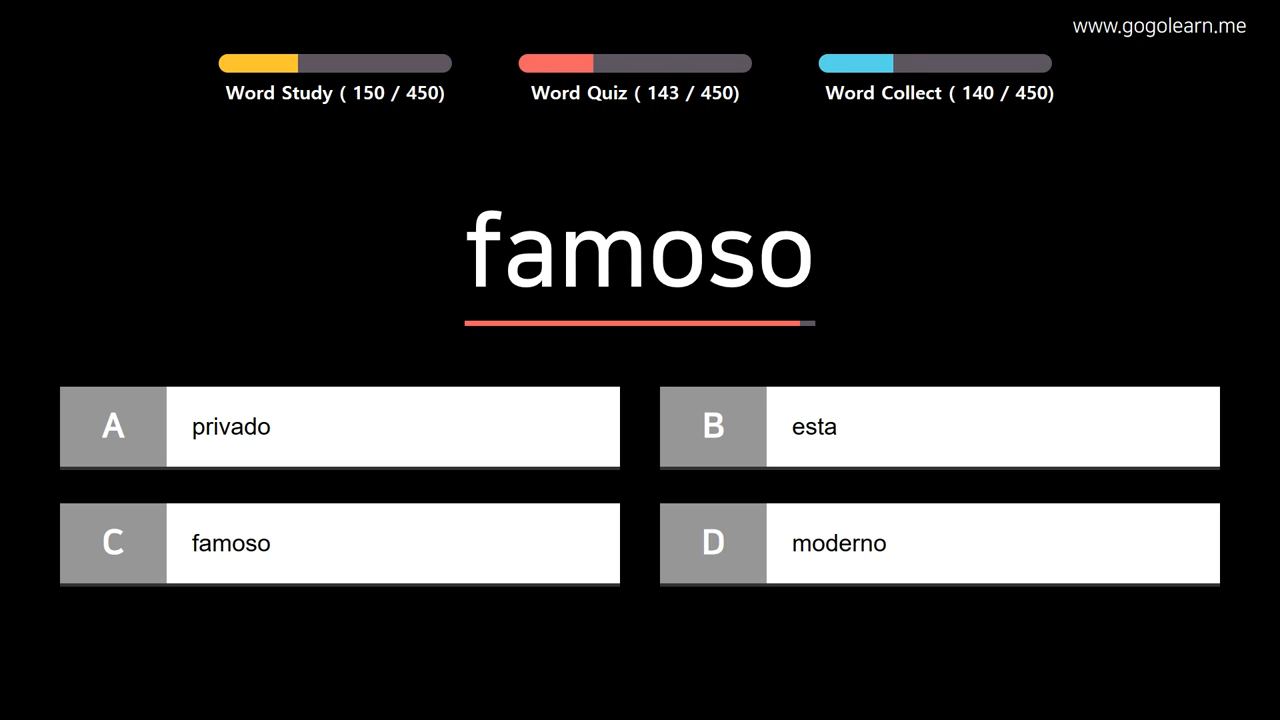 www.gogolearn.me
Word Study ( 150 / 450)
Word Quiz ( 143 / 450)
Word Collect ( 140 / 450)
famoso
A privado
B esta
C famoso
D moderno